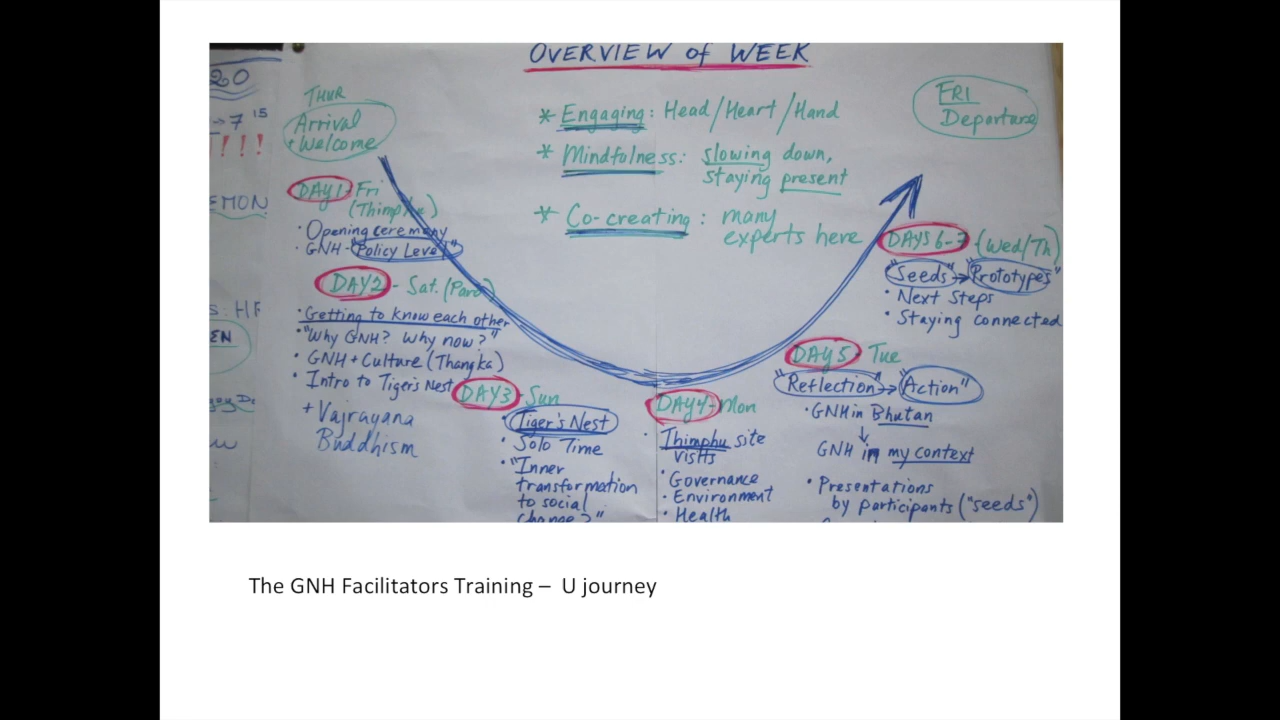 OVERVIEW of WEEK
20
→ 7 15
!!!
EMON
S: HF
EN
THUR
Arrival
+ Welcome
* Engaging: Head/Heart/Hand
* Mindfulness: slowing down,
staying present
* Co-creating: many
experts here
FRI
Departure
DAY 1 - Fri
(Thimphu)
• Opening ceremony
• GNH - "Policy Level"
DAY 2 - Sat. (Paro)
• Getting to know each other
• "Why GNH? Why now?"
• GNH + Culture (Thangka)
• Intro to Tiger's Nest
+ Vajrayana
Buddhism
DAY 3 - Sun
• Tiger's Nest
• Solo Time
• "Inner
transformation
to social
change?"
DAY 4 - Mon
• Thimphu site
visits
• Governance
• Environment
• Health
DAY 5 - Tue
"Reflection → Action"
• GNH in Bhutan
↓
GNH in my context
• Presentations
by participants ("seeds")
DAYS 6-7 (Wed/Th)
"Seeds" → "Prototypes"
• Next Steps
• Staying connected
The GNH Facilitators Training – U journey